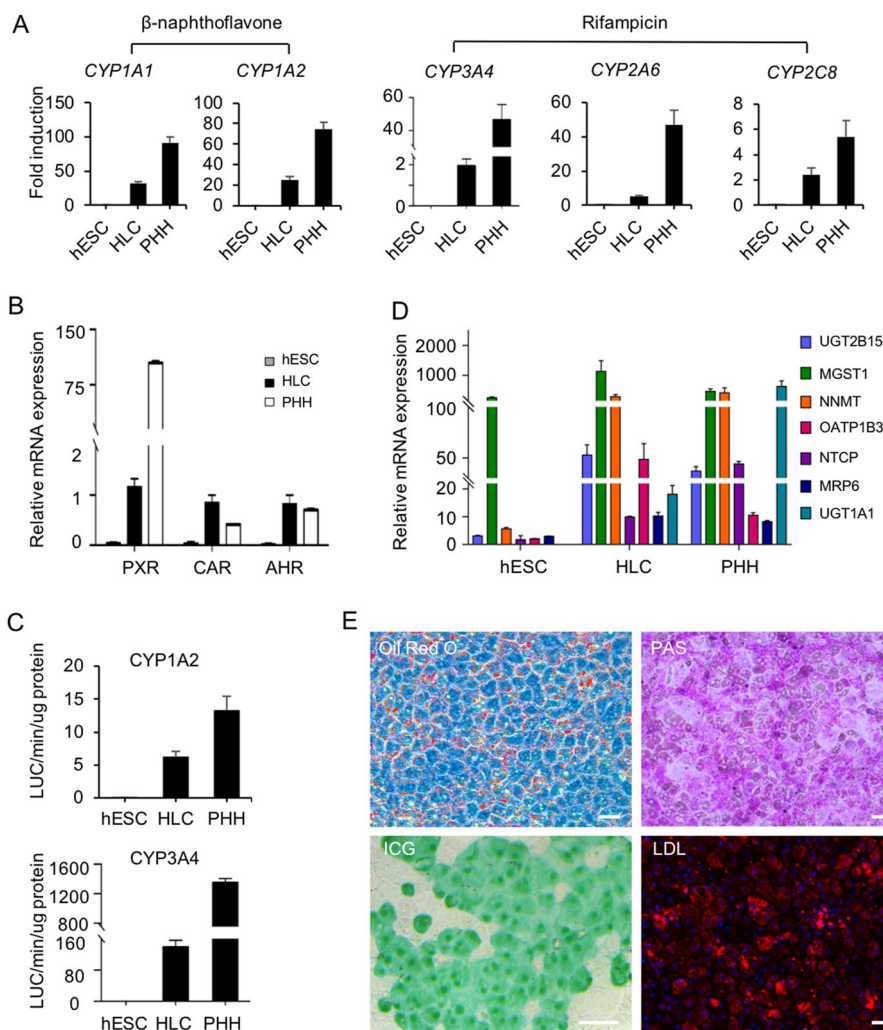 A
β-naphthoflavone
Rifampicin
CYP1A1
CYP1A2
CYP3A4
CYP2A6
CYP2C8
Fold induction
150
100
50
0
100
80
60
40
20
0
60
40
2
0
60
40
20
0
8
6
4
2
0
hESC HLC PHH
hESC HLC PHH
hESC HLC PHH
hESC HLC PHH
hESC HLC PHH
B
Relative mRNA expression
150
75
2
1
0
hESC
HLC
PHH
PXR CAR AHR
D
Relative mRNA expression
2000
1000
100
50
20
10
0
hESC HLC PHH
UGT2B15
MGST1
NNMT
OATP1B3
NTCP
MRP6
UGT1A1
C
CYP1A2
LUC/min/ug protein
20
15
10
5
0
hESC HLC PHH
CYP3A4
LUC/min/ug protein
1600
1200
800
160
80
0
hESC HLC PHH
E
Oil Red O
PAS
ICG
LDL